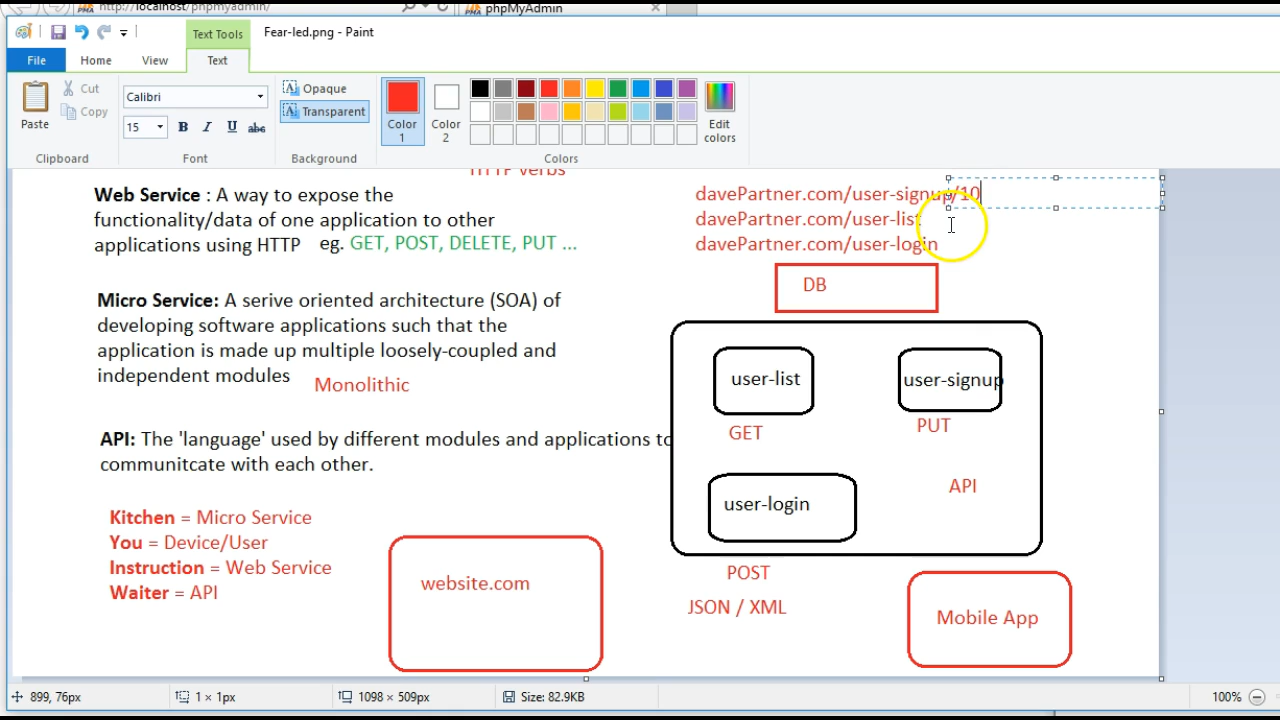 http://localhost/phpmyadmin/
phpMyAdmin
Text Tools
Fear-led.png - Paint
File
Home
View
Text
Paste
Cut
Copy
Clipboard
Calibri
15
B I U abc
Font
Opaque
Transparent
Background
Color 1
Color 2
Edit colors
Colors
HTTP verbs
Web Service : A way to expose the
functionality/data of one application to other
applications using HTTP eg. GET, POST, DELETE, PUT ...
davePartner.com/user-signup/10
davePartner.com/user-list
davePartner.com/user-login
DB
Micro Service: A serive oriented architecture (SOA) of
developing software applications such that the
application is made up multiple loosely-coupled and
independent modules
Monolithic
user-list
user-signup
GET
PUT
API: The 'language' used by different modules and applications to
communitcate with each other.
API
user-login
Kitchen = Micro Service
You = Device/User
Instruction = Web Service
Waiter = API
website.com
POST
JSON / XML
Mobile App
899, 76px
1 × 1px
1098 × 509px
Size: 82.9KB
100%